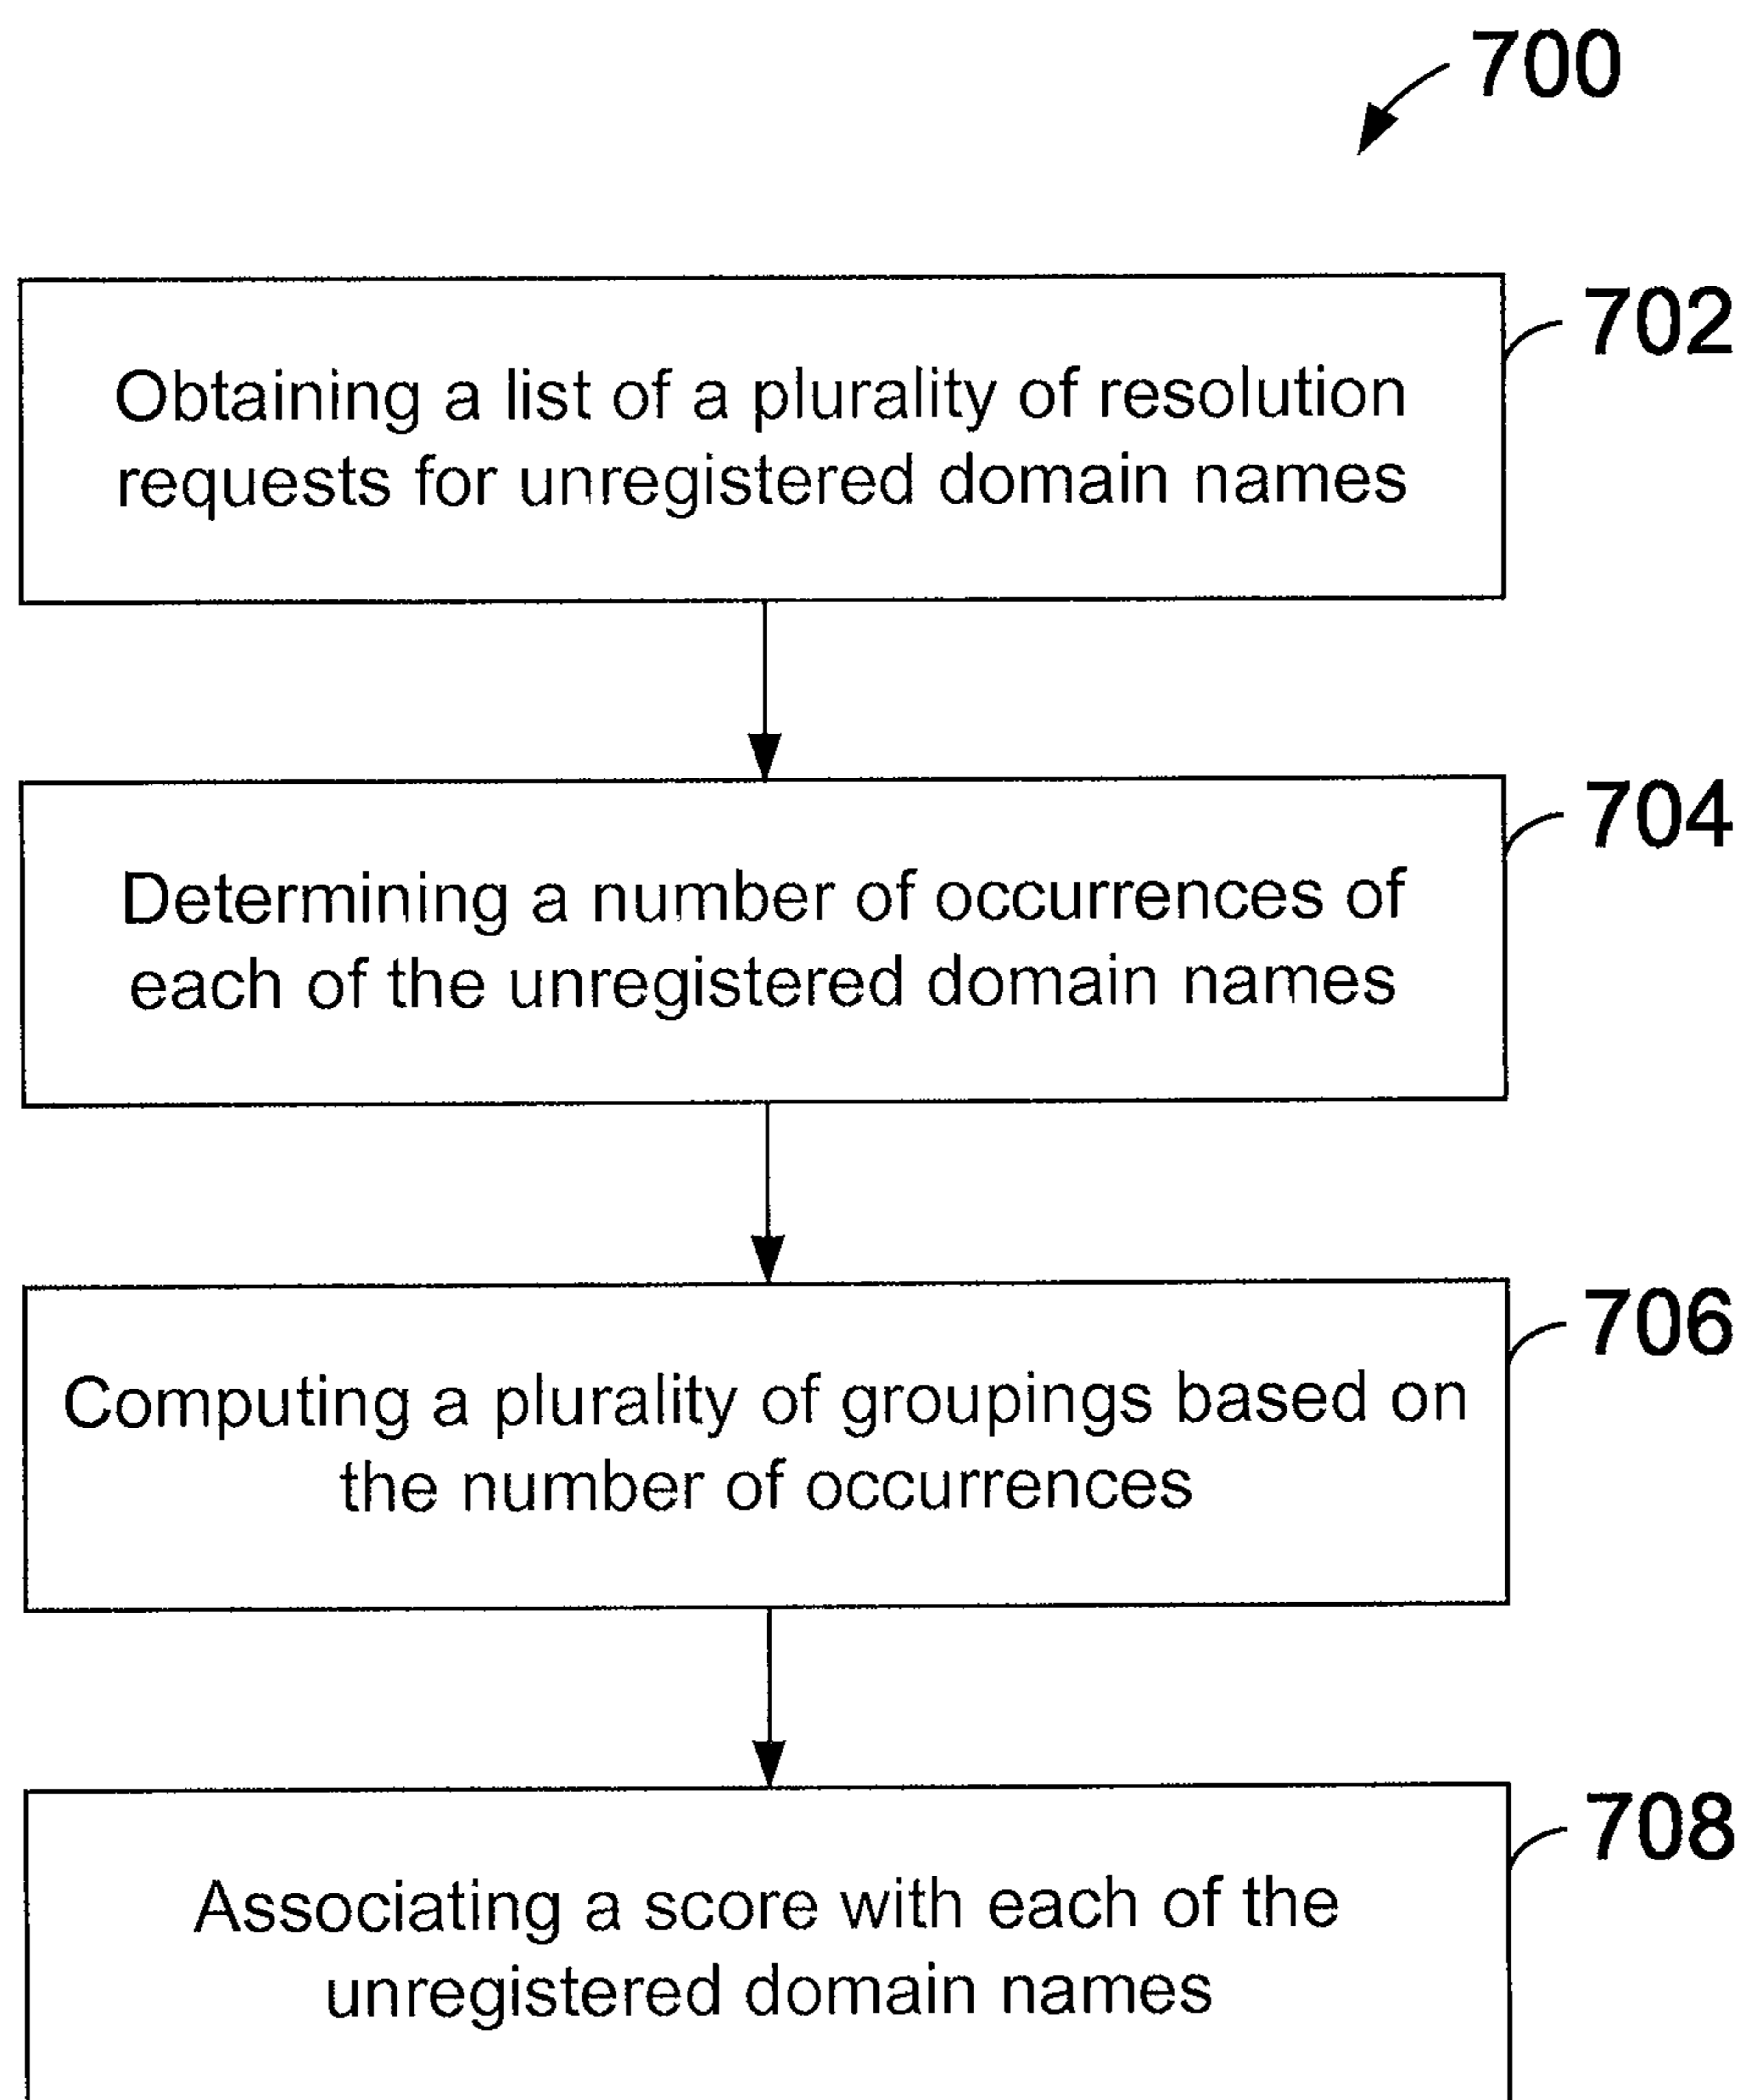 700
702
Obtaining a list of a plurality of resolution
requests for unregistered domain names
704
Determining a number of occurrences of
each of the unregistered domain names
706
Computing a plurality of groupings based on
the number of occurrences
708
Associating a score with each of the
unregistered domain names